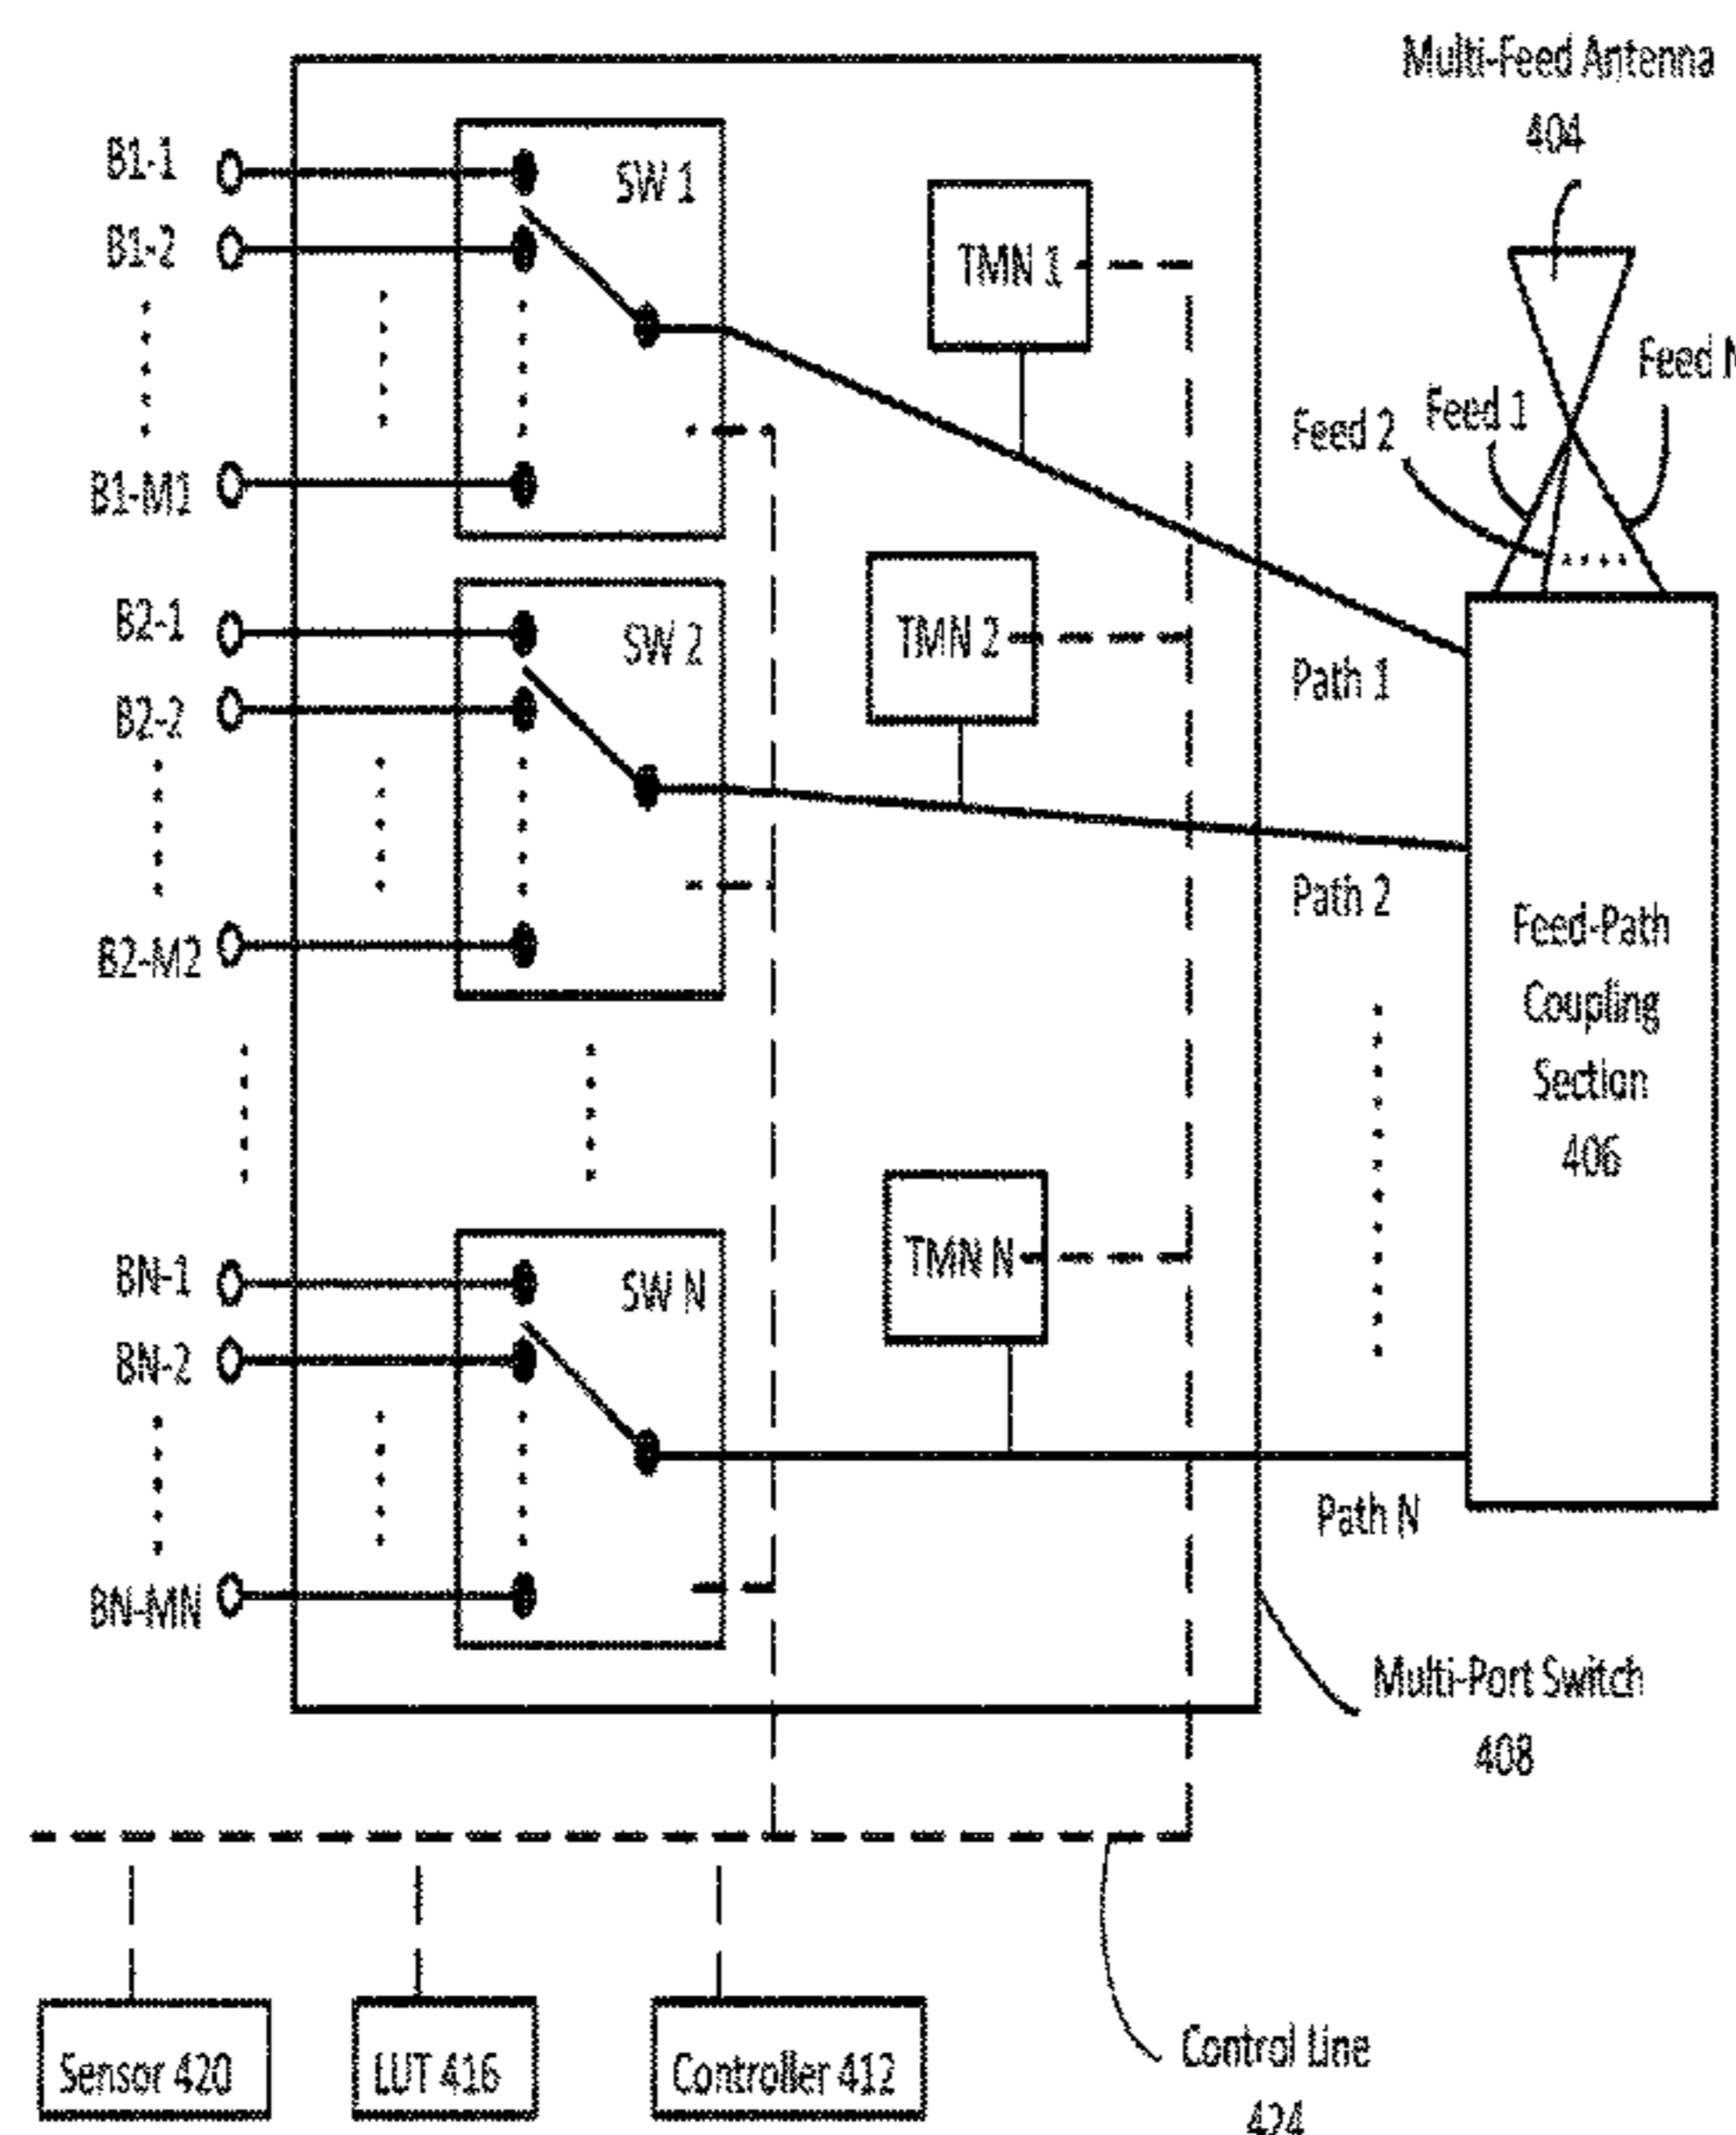 Multi-Feed Antenna
404
B1-1
SW 1
B1-2
TMN 1
Feed 1
Feed 2
Feed
B1-M1
B2-1
SW 2
TMN 2
B2-2
Path 1
Path 2
B2-M2
Feed-Path
Coupling
Section
406
BN-1
SW N
TMN N
BN-2
Path N
BN-MN
Multi-Port Switch
408
Sensor 420
LUT 416
Controller 412
Control Line
424